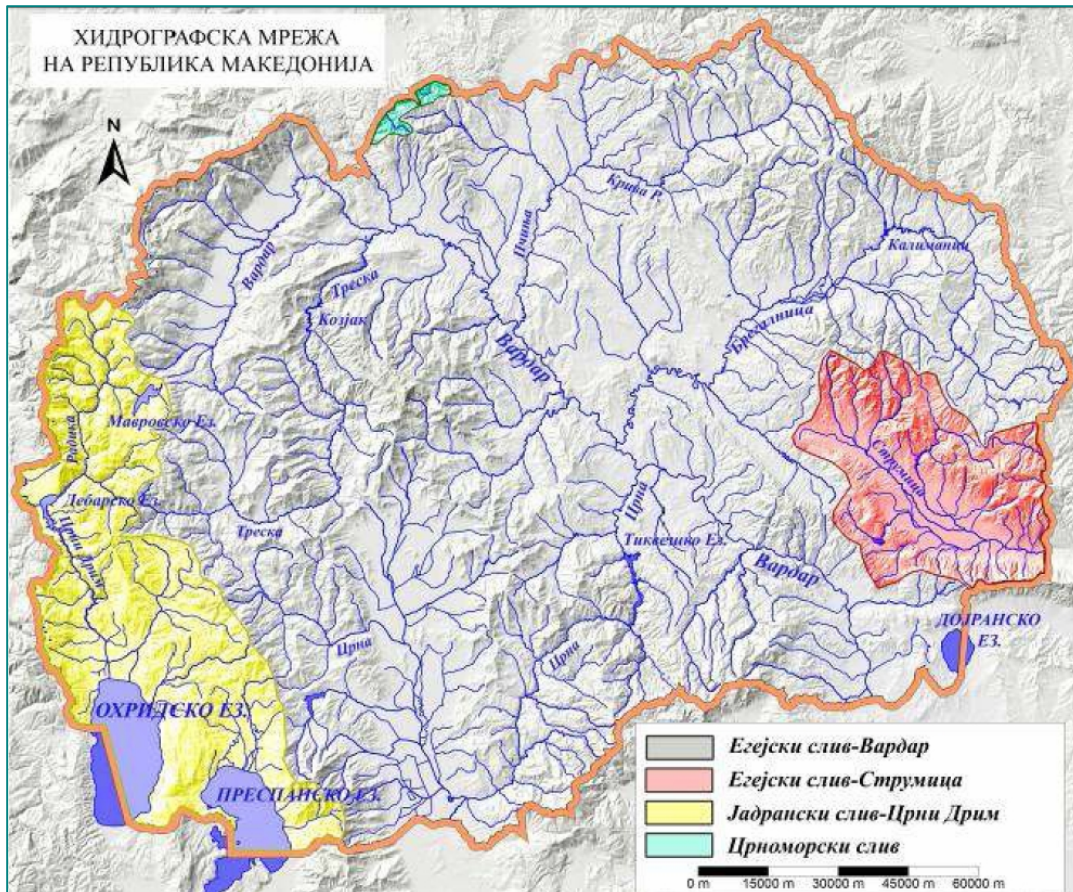 ХИДРОГРАФСКА МРЕЖА
НА РЕПУБЛИКА МАКЕДОНИЈА
N
Крива Р.
Пчиња
Калиманци
Вардар
Треска
Козјак
Вардар
Брегалница
Мавровско Ез.
Радика
Струмица
Дебарско Ез.
Црни Дрим
Треска
Црна
Тиквешко Ез.
Вардар
Црна
Црна
ДОЈРАНСКО
ЕЗ.
ОХРИДСКО ЕЗ.
ПРЕСПАНСКО ЕЗ.
Егејски слив-Вардар
Егејски слив-Струмица
Јадрански слив-Црни Дрим
Црноморски слив
0 m 15000 m 30000 m 45000 m 60000 m